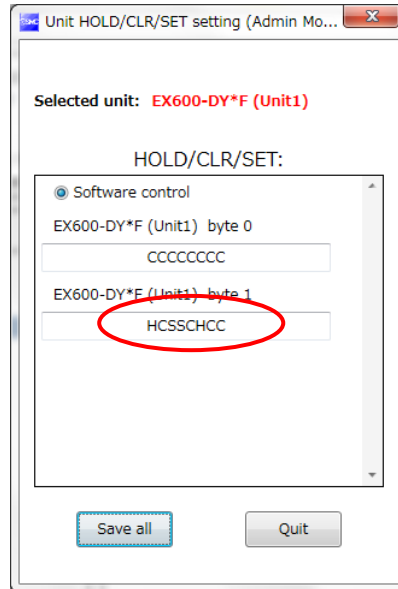 Unit HOLD/CLR/SET setting (Admin Mo...
Selected unit: EX600-DY*F (Unit1)
HOLD/CLR/SET:
Software control
EX600-DY*F (Unit1) byte 0
CCCCCCCC
EX600-DY*F (Unit1) byte 1
HCSSCHCC
Save all Quit